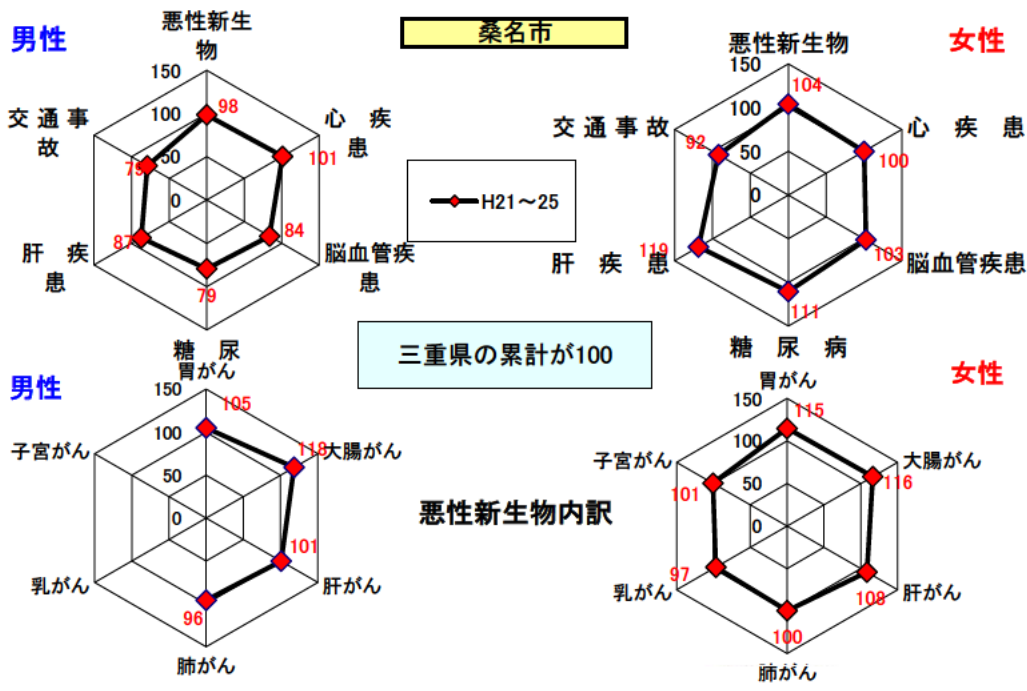 桑名市
男性
悪性新生
物
150
100
50
0
98
心 疾
患
101
脳血管疾
患
84
糖 尿
79
肝 疾
患
87
交 通 事
故
79
H21～25
女性
悪性新生物
150
100
50
0
104
心 疾 患
100
脳血管疾患
103
糖 尿 病
111
肝 疾 患
119
交 通 事 故
92
三重県の累計が100
男性
胃がん
150
100
50
0
105
大腸がん
118
肝がん
101
肺がん
96
乳がん
子宮がん
悪性新生物内訳
女性
胃がん
150
100
50
0
115
大腸がん
116
肝がん
108
肺がん
100
乳がん
97
子宮がん
101